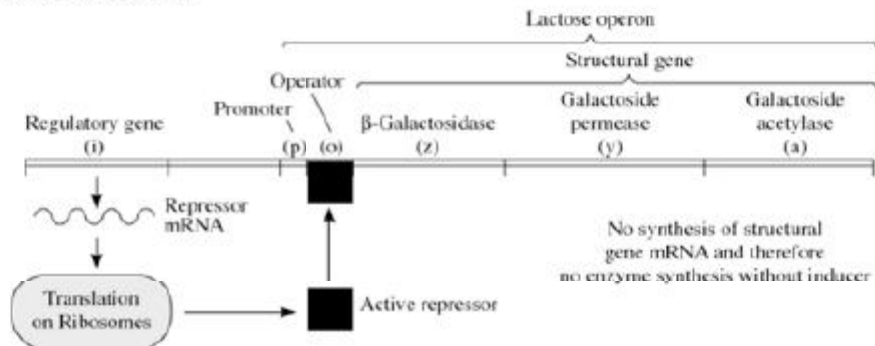 Lactose operon
Structural gene
Operator
Promoter
Regulatory gene
(i)
(p)
(o)
β-Galactosidase
(z)
Galactoside
permease
(y)
Galactoside
acetylase
(a)
Repressor
mRNA
No synthesis of structural
gene mRNA and therefore
no enzyme synthesis without inducer
Translation
on Ribosomes
Active repressor